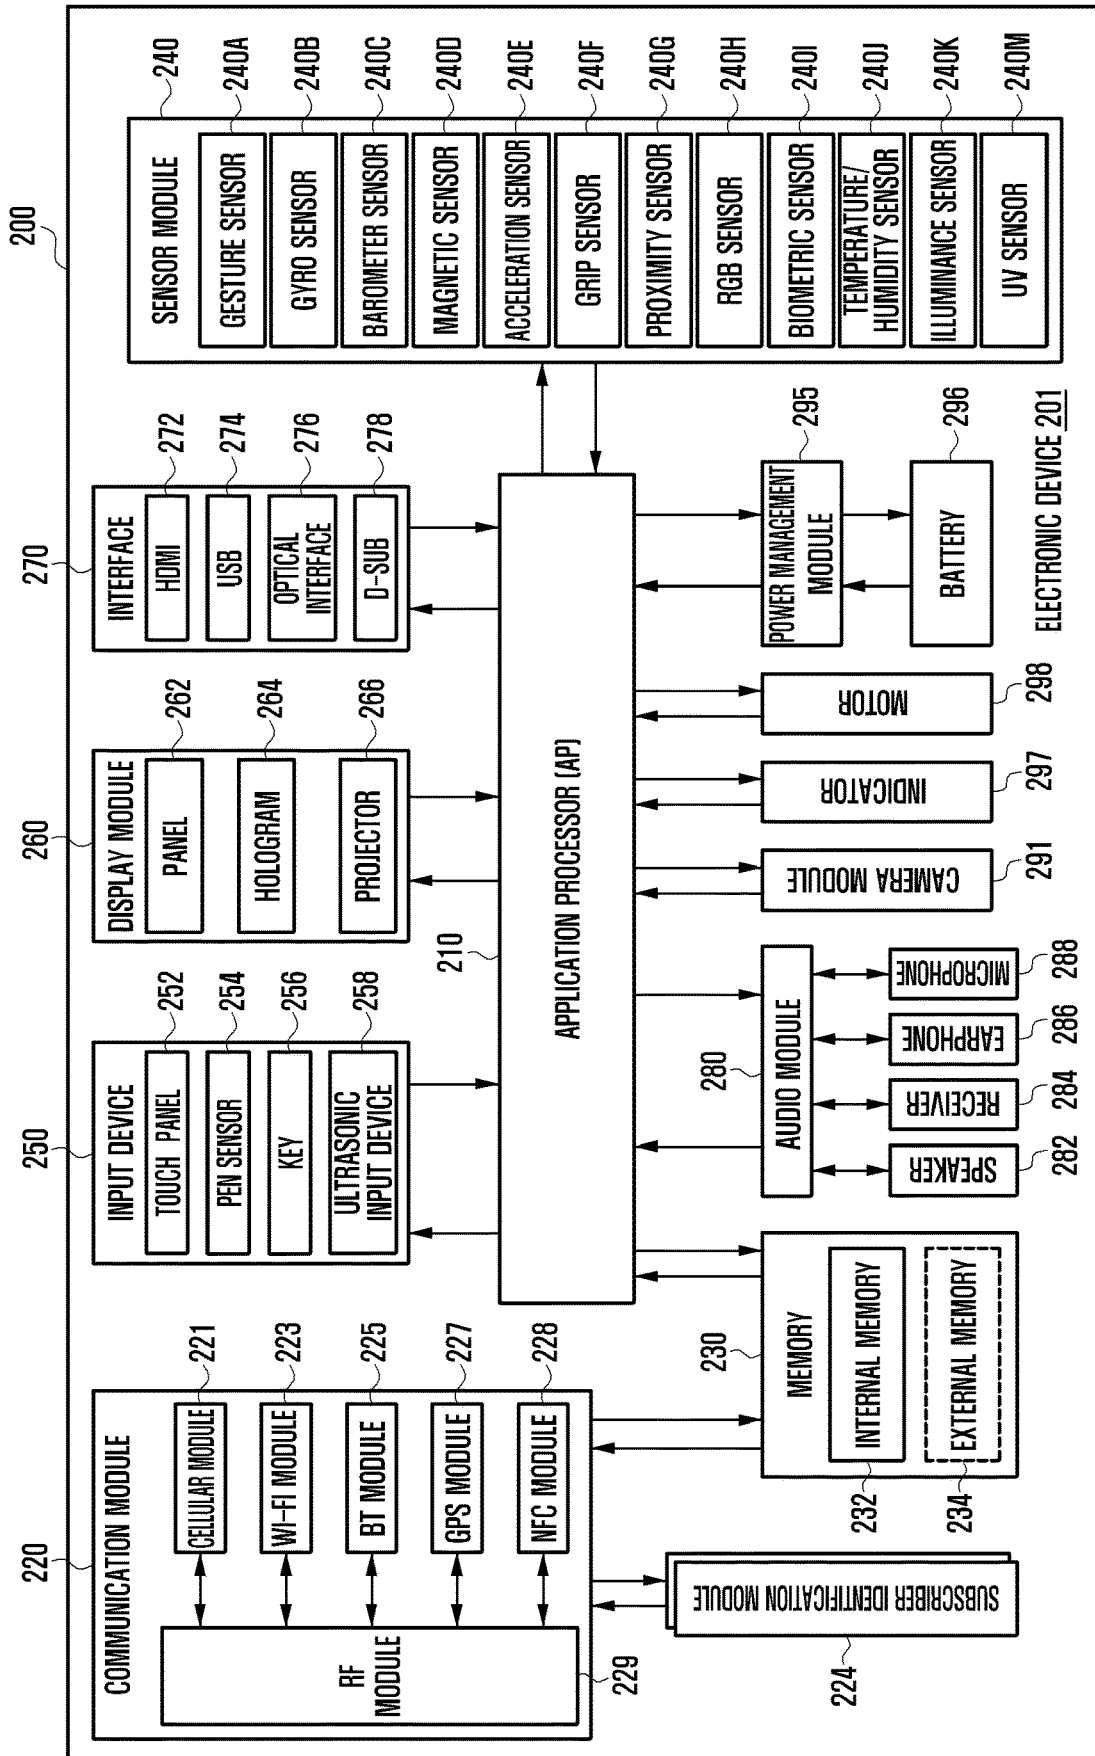 200
220
COMMUNICATION MODULE
RF
MODULE
229
CELLULAR MODULE
221
WI-FI MODULE
223
BT MODULE
225
GPS MODULE
227
NFC MODULE
228
SUBSCRIBER IDENTIFICATION MODULE
224
250
INPUT DEVICE
TOUCH PANEL
252
PEN SENSOR
254
KEY
256
ULTRASONIC
INPUT DEVICE
258
260
DISPLAY MODULE
PANEL
262
HOLOGRAM
264
PROJECTOR
266
270
INTERFACE
HDMI
272
USB
274
OPTICAL
INTERFACE
276
D-SUB
278
SENSOR MODULE
240
GESTURE SENSOR
240A
GYRO SENSOR
240B
BAROMETER SENSOR
240C
MAGNETIC SENSOR
240D
ACCELERATION SENSOR
240E
GRIP SENSOR
240F
PROXIMITY SENSOR
240G
RGB SENSOR
240H
BIOMETRIC SENSOR
240I
TEMPERATURE/
HUMIDITY SENSOR
240J
ILLUMINANCE SENSOR
240K
UV SENSOR
240M
210
APPLICATION PROCESSOR (AP)
230
MEMORY
INTERNAL MEMORY
232
EXTERNAL MEMORY
234
280
AUDIO MODULE
SPEAKER
282
RECEIVER
284
EARPHONE
286
MICROPHONE
288
CAMERA MODULE
291
INDICATOR
297
MOTOR
298
POWER MANAGEMENT
MODULE
295
BATTERY
296
ELECTRONIC DEVICE 201